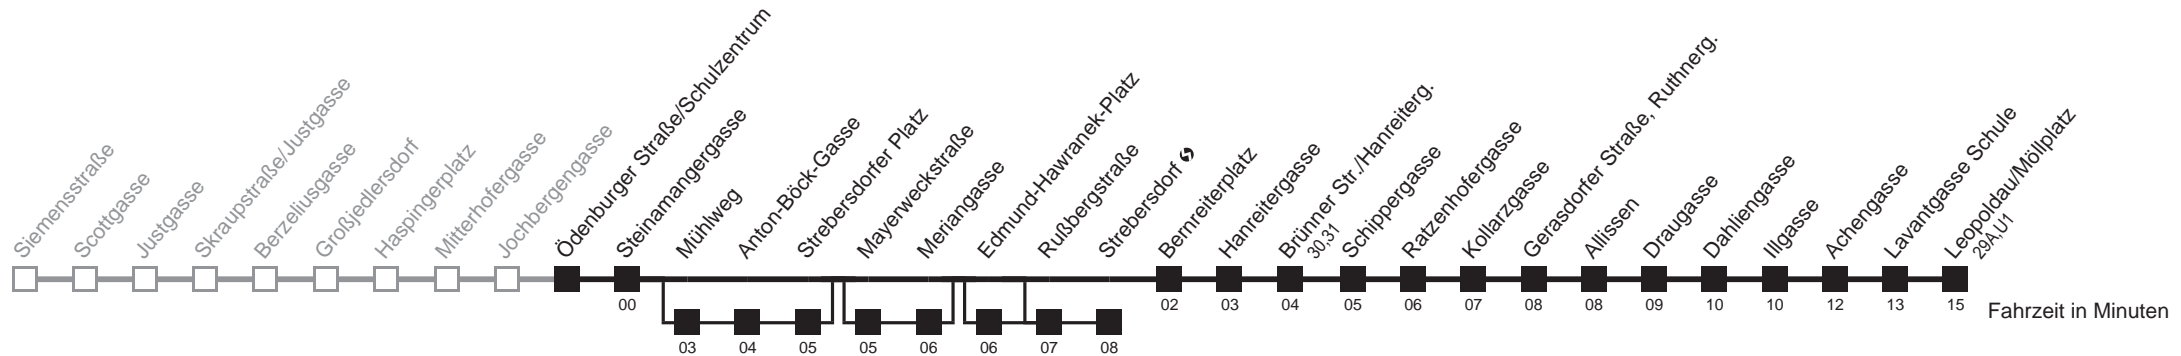 Siemensstraße
Scottgasse
Justgasse
Skraupstraße/Justgasse
Berzeliusgasse
Großjedlersdorf
Haspingerplatz
Mitterhofergasse
Jochbergengasse
Ödenburger Straße/Schulzentrum
Steinamangergasse
Mühlweg
Anton-Böck-Gasse
Strebersdorfer Platz
Mayerweckstraße
Meriangasse
Edmund-Hawranek-Platz
Rußbergstraße
Strebersdorf
Bernreiterplatz
Hanreitergasse
Brünner Str./Hanreiterg.
30,31
Schippergasse
Ratzenhofergasse
Kollarzgasse
Gerasdorfer Straße, Ruthnerg.
Allissen
Draugasse
Dahliengasse
Illgasse
Achengasse
Lavantgasse Schule
Leopoldau/Möllplatz
29A,U1
00 02 03 04 05 06 07 08 08 09 10 10 12 13 15
Fahrzeit in Minuten
03 04 05 05 06 06 07 08